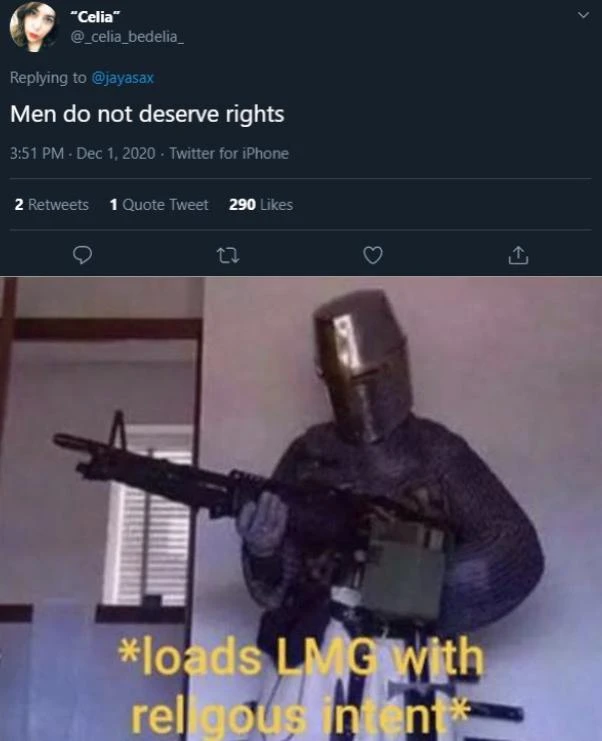 “Celia”
@_celia_bedelia_
Replying to @jayasax
Men do not deserve rights
3:51 PM · Dec 1, 2020 · Twitter for iPhone
2 Retweets 1 Quote Tweet 290 Likes
*loads LMG with
religous intent*